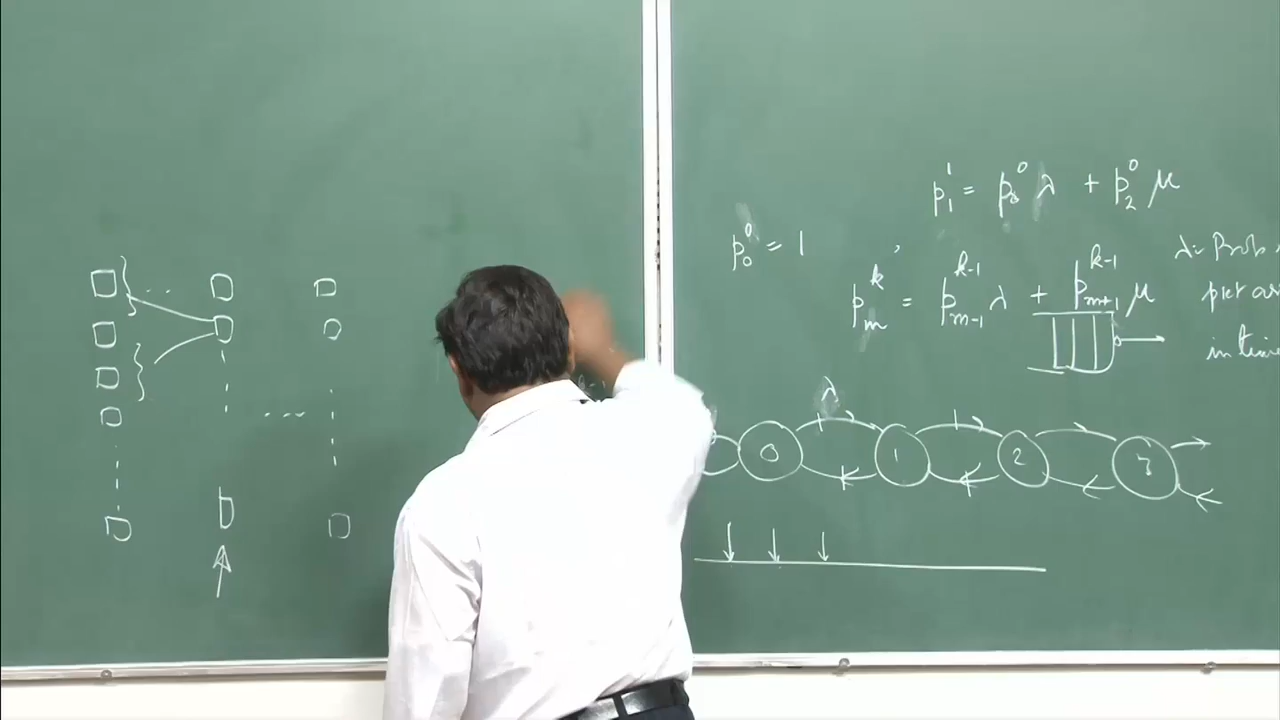 p_1^1 = p_0^0 λ + p_2^0 μ
p_0^0 = 1
λ - Prob
p_m^k = p_{m-1}^{k-1} λ + p_{m+1}^{k-1} μ
in
λ
0 1 2 3